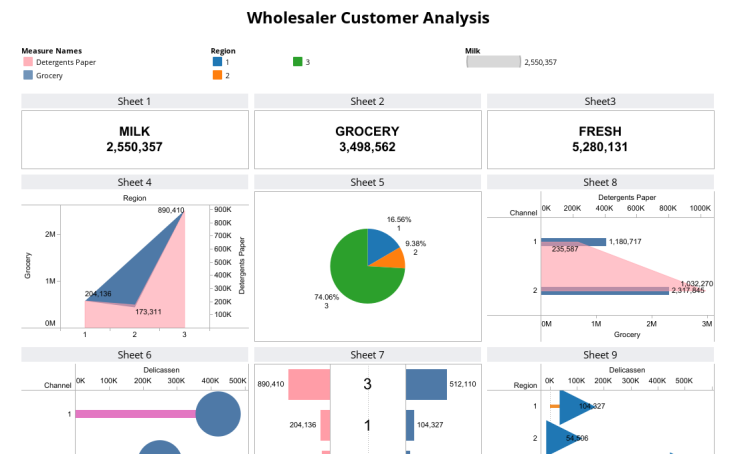 Wholesaler Customer Analysis
Measure Names
Detergents Paper
Grocery
Region
1
2
3
Milk
2,550,357
Sheet 1
MILK
2,550,357
Sheet 2
GROCERY
3,498,562
Sheet3
FRESH
5,280,131
Sheet 4
Region
890,410
204,136
173,311
2M
1M
0M
Grocery
900K
800K
700K
600K
500K
400K
300K
200K
100K
Detergents Paper
1 2 3
Sheet 5
16.56%
1
9.38%
2
74.06%
3
Sheet 8
Detergents Paper
Channel 0K 200K 400K 600K 800K 1000K
1 1,180,717
235,587
1,032,270
2 2,317,845
0M 1M 2M 3M
Grocery
Sheet 6
Delicassen
Channel 0K 100K 200K 300K 400K 500K
1
Sheet 7
890,410 3 512,110
204,136 1 104,327
Sheet 9
Delicassen
Region 0K 100K 200K 300K 400K 500K
1 104,327
2 54,506